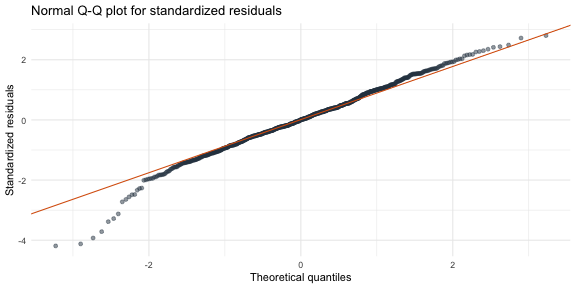 Normal Q-Q plot for standardized residuals
Standardized residuals
2
0
-2
-4
-2
0
2
Theoretical quantiles